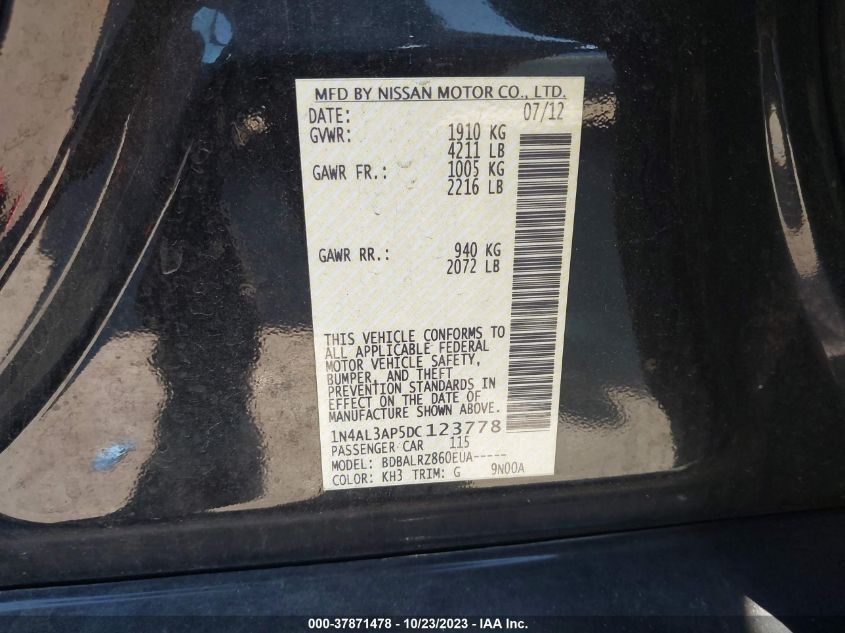 MFD BY NISSAN MOTOR CO., LTD.
DATE: 07/12
GVWR: 1910 KG
4211 LB
GAWR FR.: 1005 KG
2216 LB
GAWR RR.: 940 KG
2072 LB
THIS VEHICLE CONFORMS TO
ALL APPLICABLE FEDERAL
MOTOR VEHICLE SAFETY,
BUMPER, AND THEFT
PREVENTION STANDARDS IN
EFFECT ON THE DATE OF
MANUFACTURE SHOWN ABOVE.
1N4AL3AP5DC123778
PASSENGER CAR 115
MODEL: BDBALRZ860EUA-----
COLOR: KH3 TRIM: G 9N00A
000-37871478 - 10/23/2023 - IAA Inc.